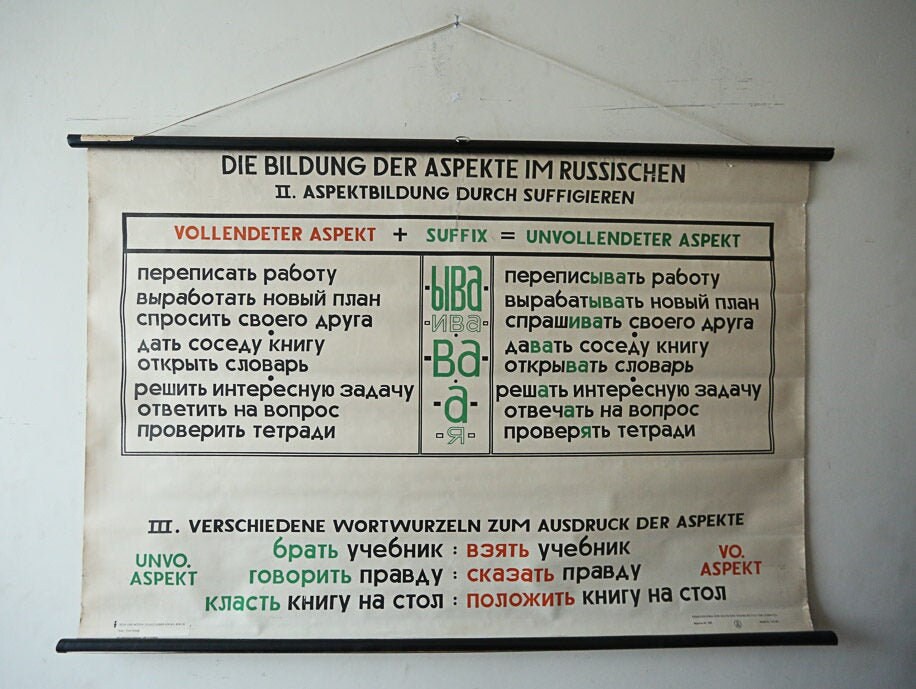 DIE BILDUNG DER ASPEKTE IM RUSSISCHEN
II. ASPEKTBILDUNG DURCH SUFFIGIEREN
VOLLENDETER ASPEKT + SUFFIX = UNVOLLENDETER ASPEKT
переписать работу -ыва- переписывать работу
выработать новый план вырабатывать новый план
спросить своего друга -ива- спрашивать своего друга
дать соседу книгу -ва- давать соседу книгу
открыть словарь открывать словарь
решить интересную задачу -а- решать интересную задачу
ответить на вопрос отвечать на вопрос
проверить тетради -я- проверять тетради
III. VERSCHIEDENE WORTWURZELN ZUM AUSDRUCK DER ASPEKTE
UNVO. ASPEKT
брать учебник : взять учебник
говорить правду : сказать правду
класть книгу на стол : положить книгу на стол
VO. ASPEKT